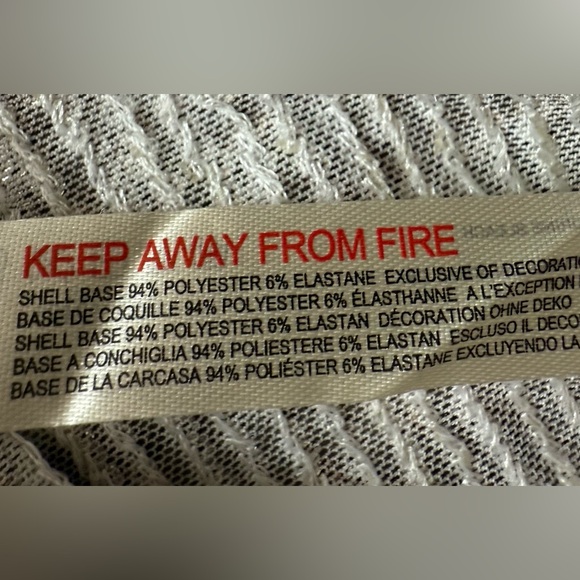 KEEP AWAY FROM FIRE
SHELL BASE 94% POLYESTER 6% ELASTANE EXCLUSIVE OF
BASE DE COQUILLE 94% POLYESTER 6% ÉLASTHANNE A L'EXCEPTION
SHELL BASE 94% POLYESTER 6% ELASTAN DÉCORATION OHNE DEKO
BASE A CONCHIGLIA 94% POLIESTERE 6% ELASTAN ESCLUSO IL
BASE DE LA CARCASA 94% POLIÉSTER 6% ELASTANE EXCLUYENDO LA